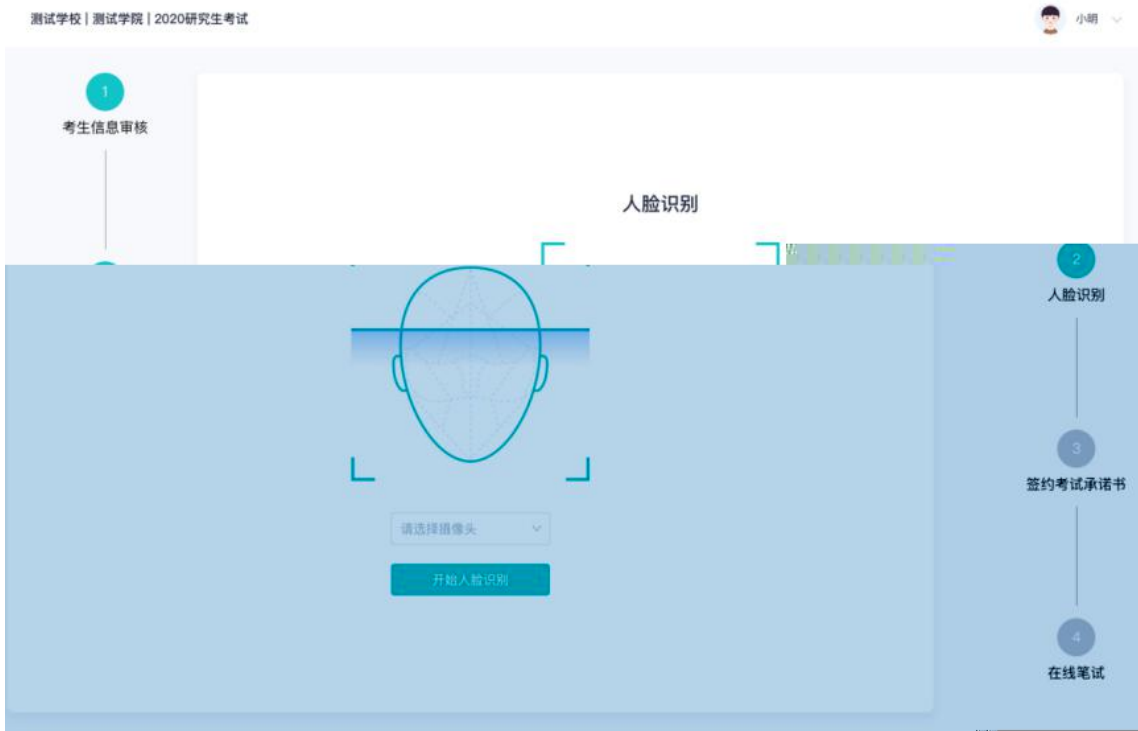 测试学校 | 测试学院 | 2020研究生考试
小明
1
考生信息审核
人脸识别
2
人脸识别
3
签约考试承诺书
请选择摄像头
开始人脸识别
4
在线笔试